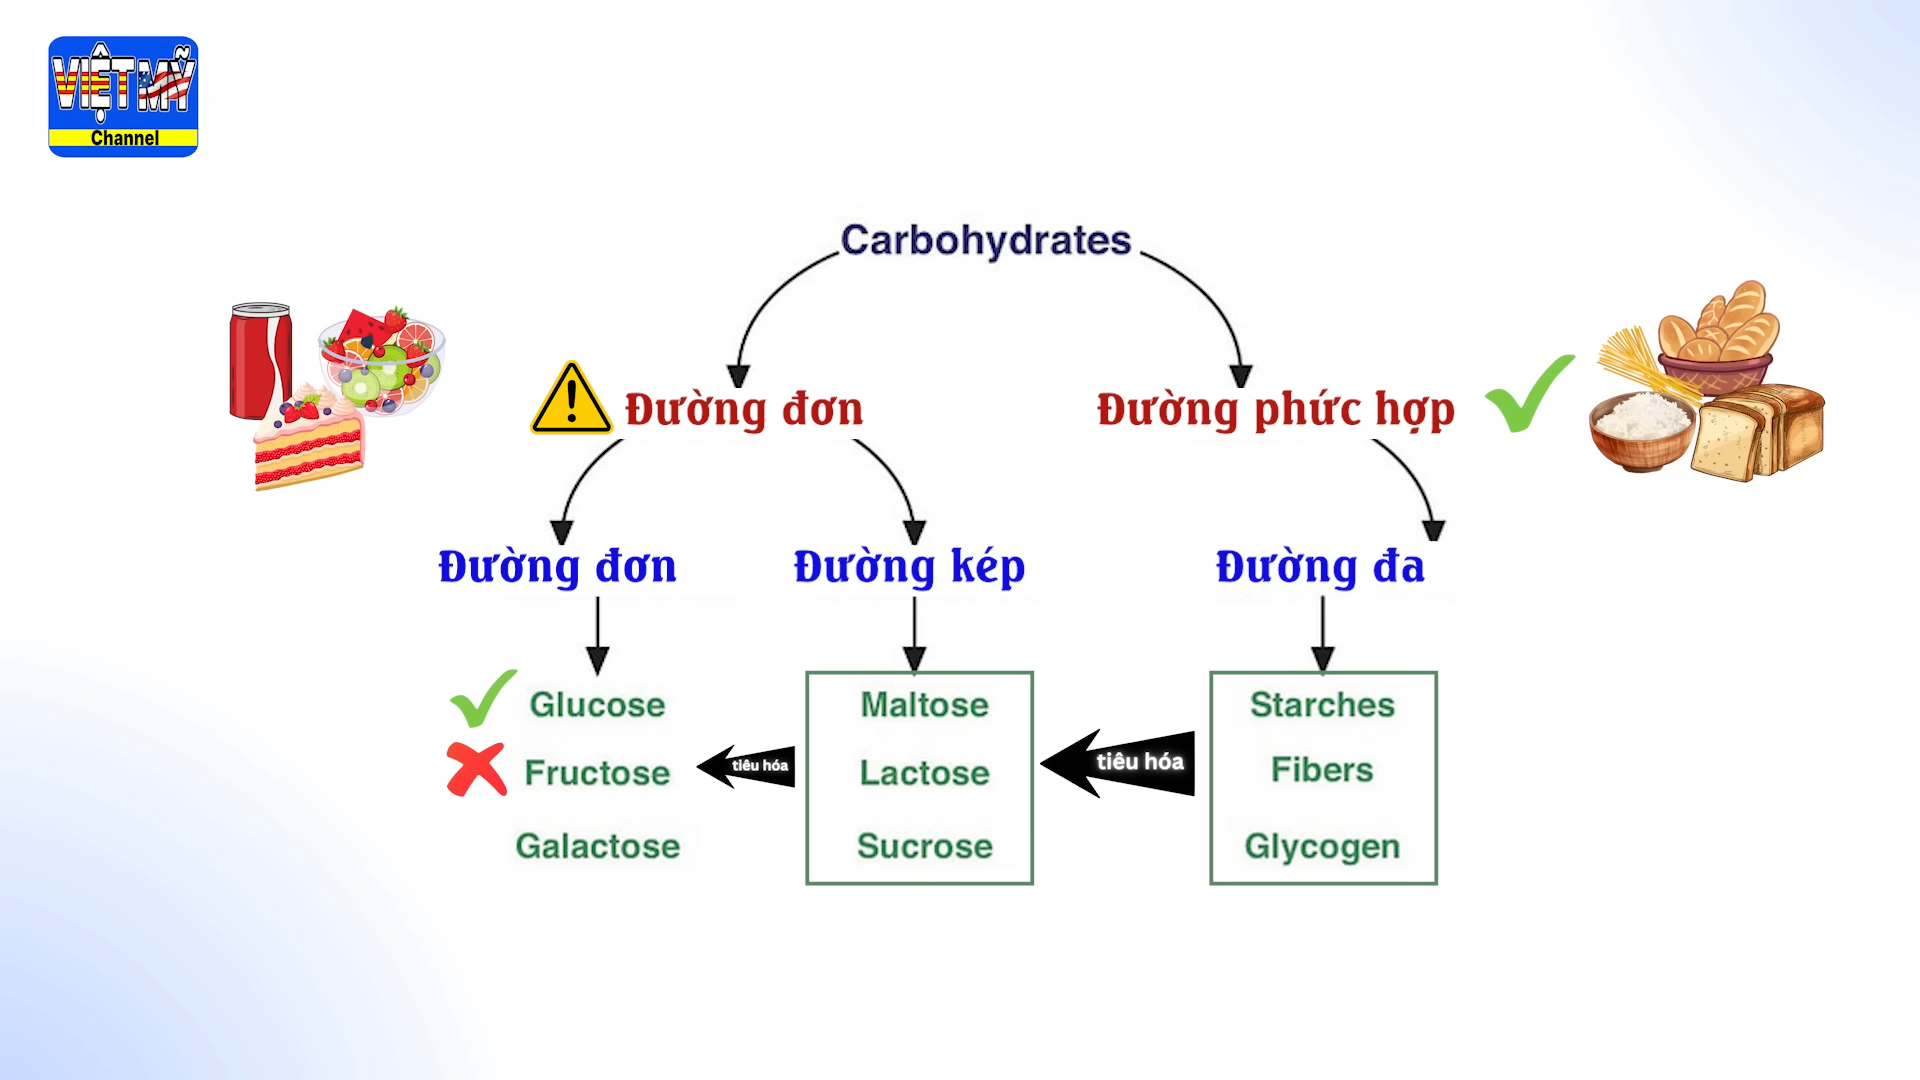 VIỆT MỸ
Channel
Carbohydrates
Đường đơn
Đường phức hợp
Đường đơn
Đường kép
Đường đa
Glucose
Maltose
Starches
tiêu hóa
tiêu hóa
Fructose
Lactose
Fibers
Galactose
Sucrose
Glycogen